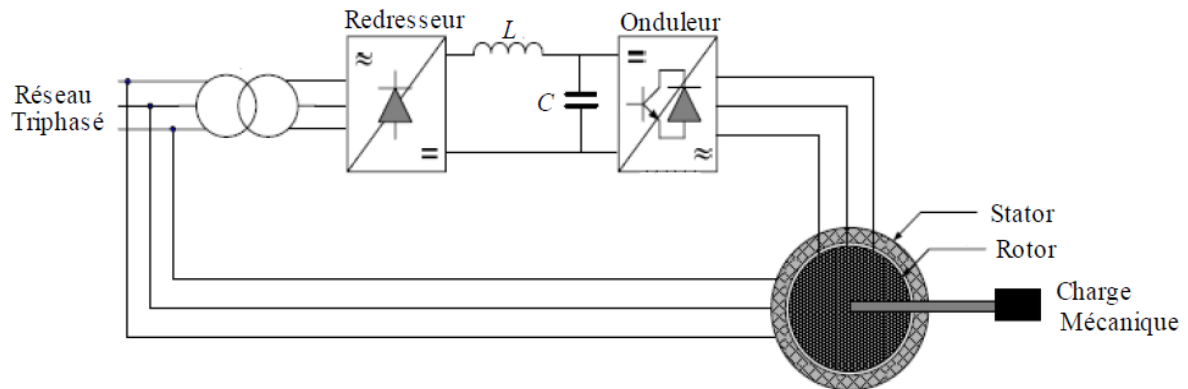 Redresseur
L
Onduleur
Réseau
Triphasé
C
Stator
Rotor
Charge
Mécanique